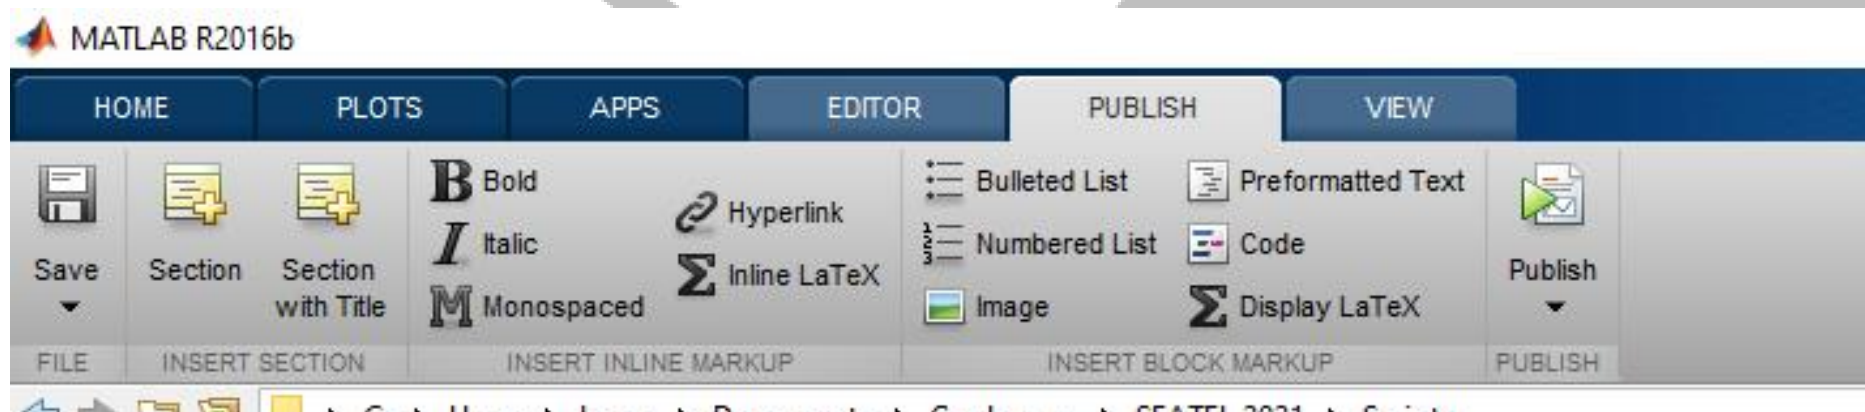 MATLAB R2016b
HOME PLOTS APPS EDITOR PUBLISH VIEW
Save
Section
Section
with Title
Bold
Italic
Monospaced
Hyperlink
Inline LaTeX
Bulleted List
Numbered List
Image
Preformatted Text
Code
Display LaTeX
Publish
FILE INSERT SECTION INSERT INLINE MARKUP INSERT BLOCK MARKUP PUBLISH